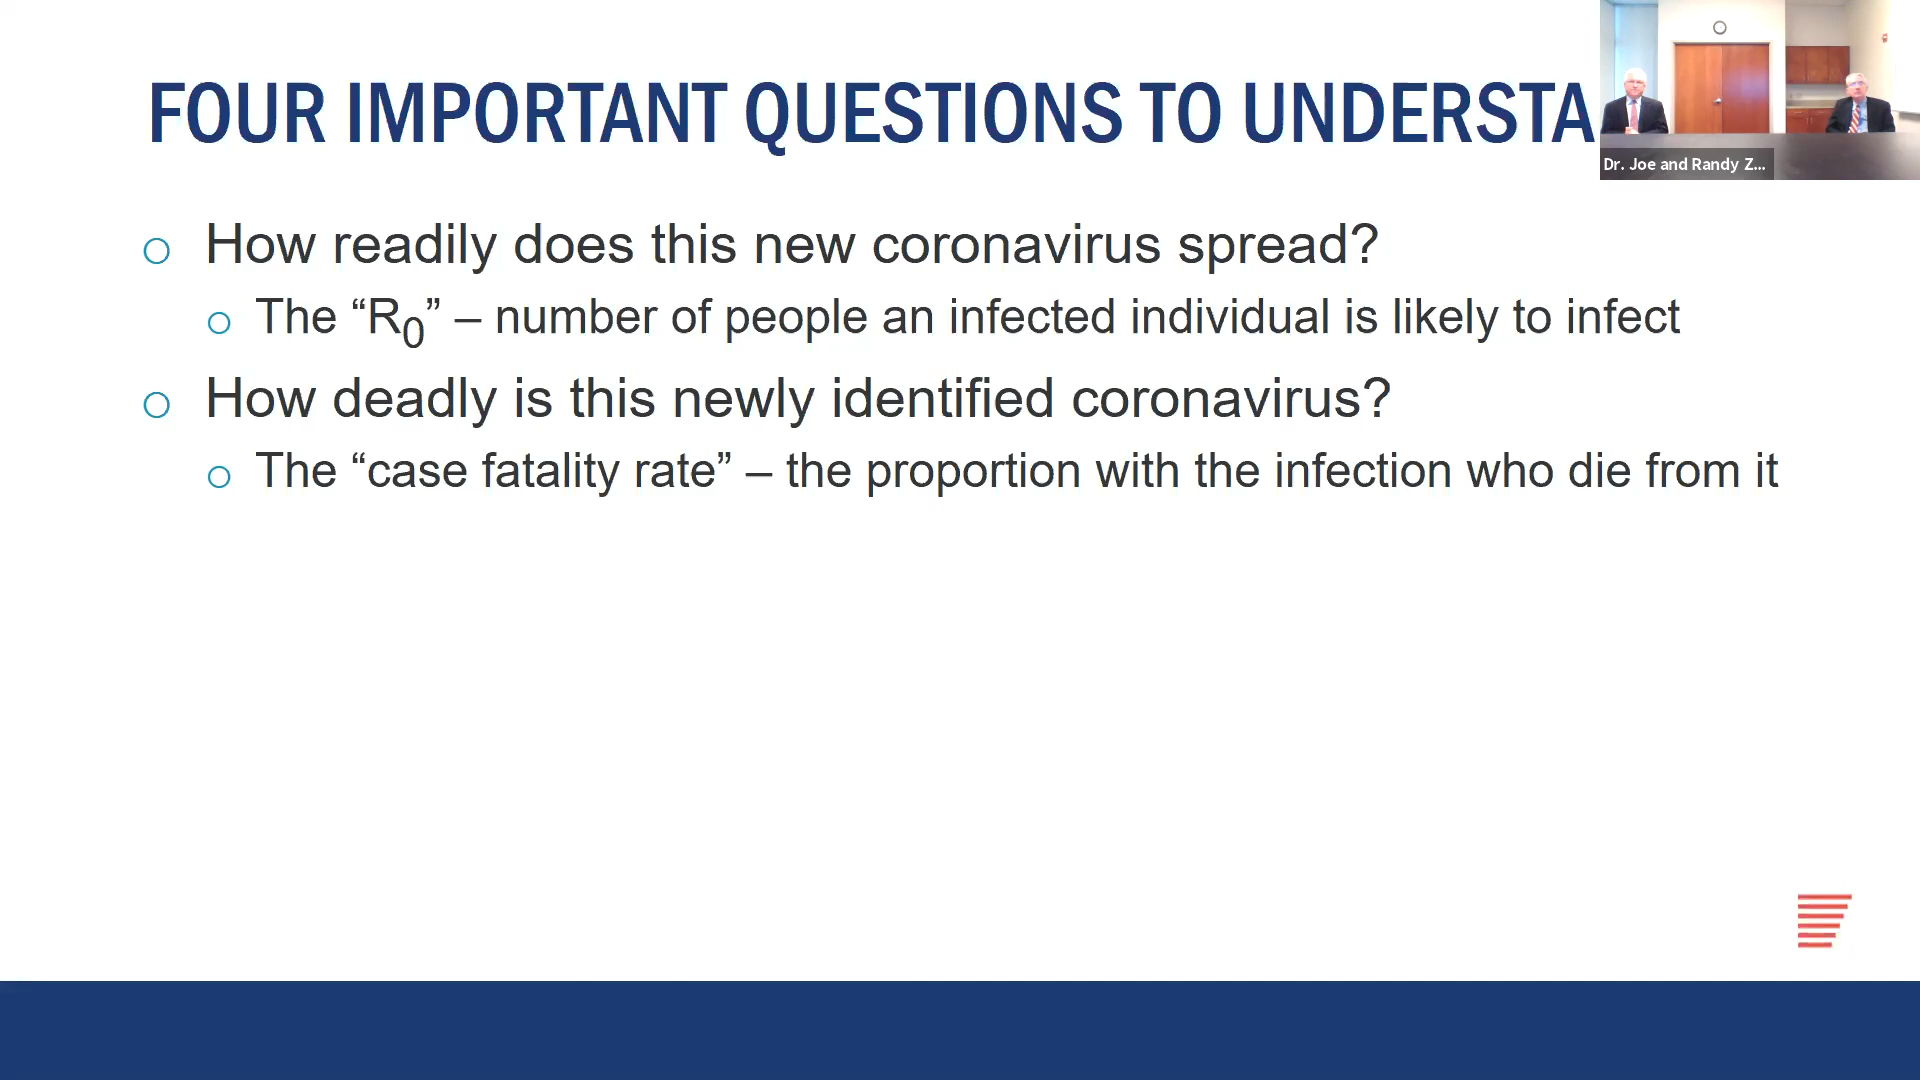 FOUR IMPORTANT QUESTIONS TO UNDERSTA
Dr. Joe and Randy Z...
o How readily does this new coronavirus spread?
o The “R0” – number of people an infected individual is likely to infect
o How deadly is this newly identified coronavirus?
o The “case fatality rate” – the proportion with the infection who die from it